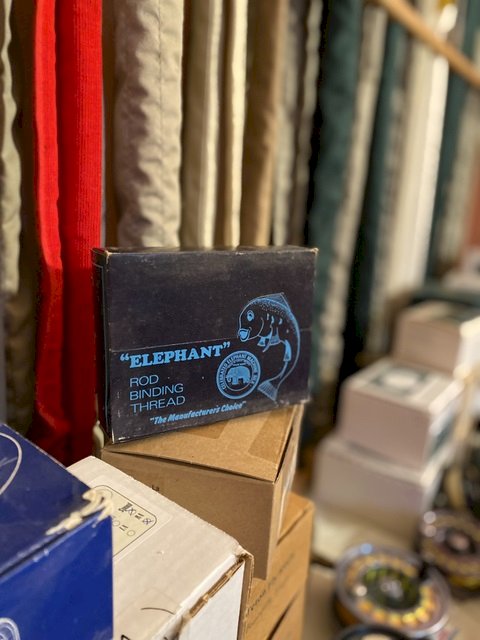 "ELEPHANT"
ROD
BINDING
THREAD
"The Manufacturers Choice"